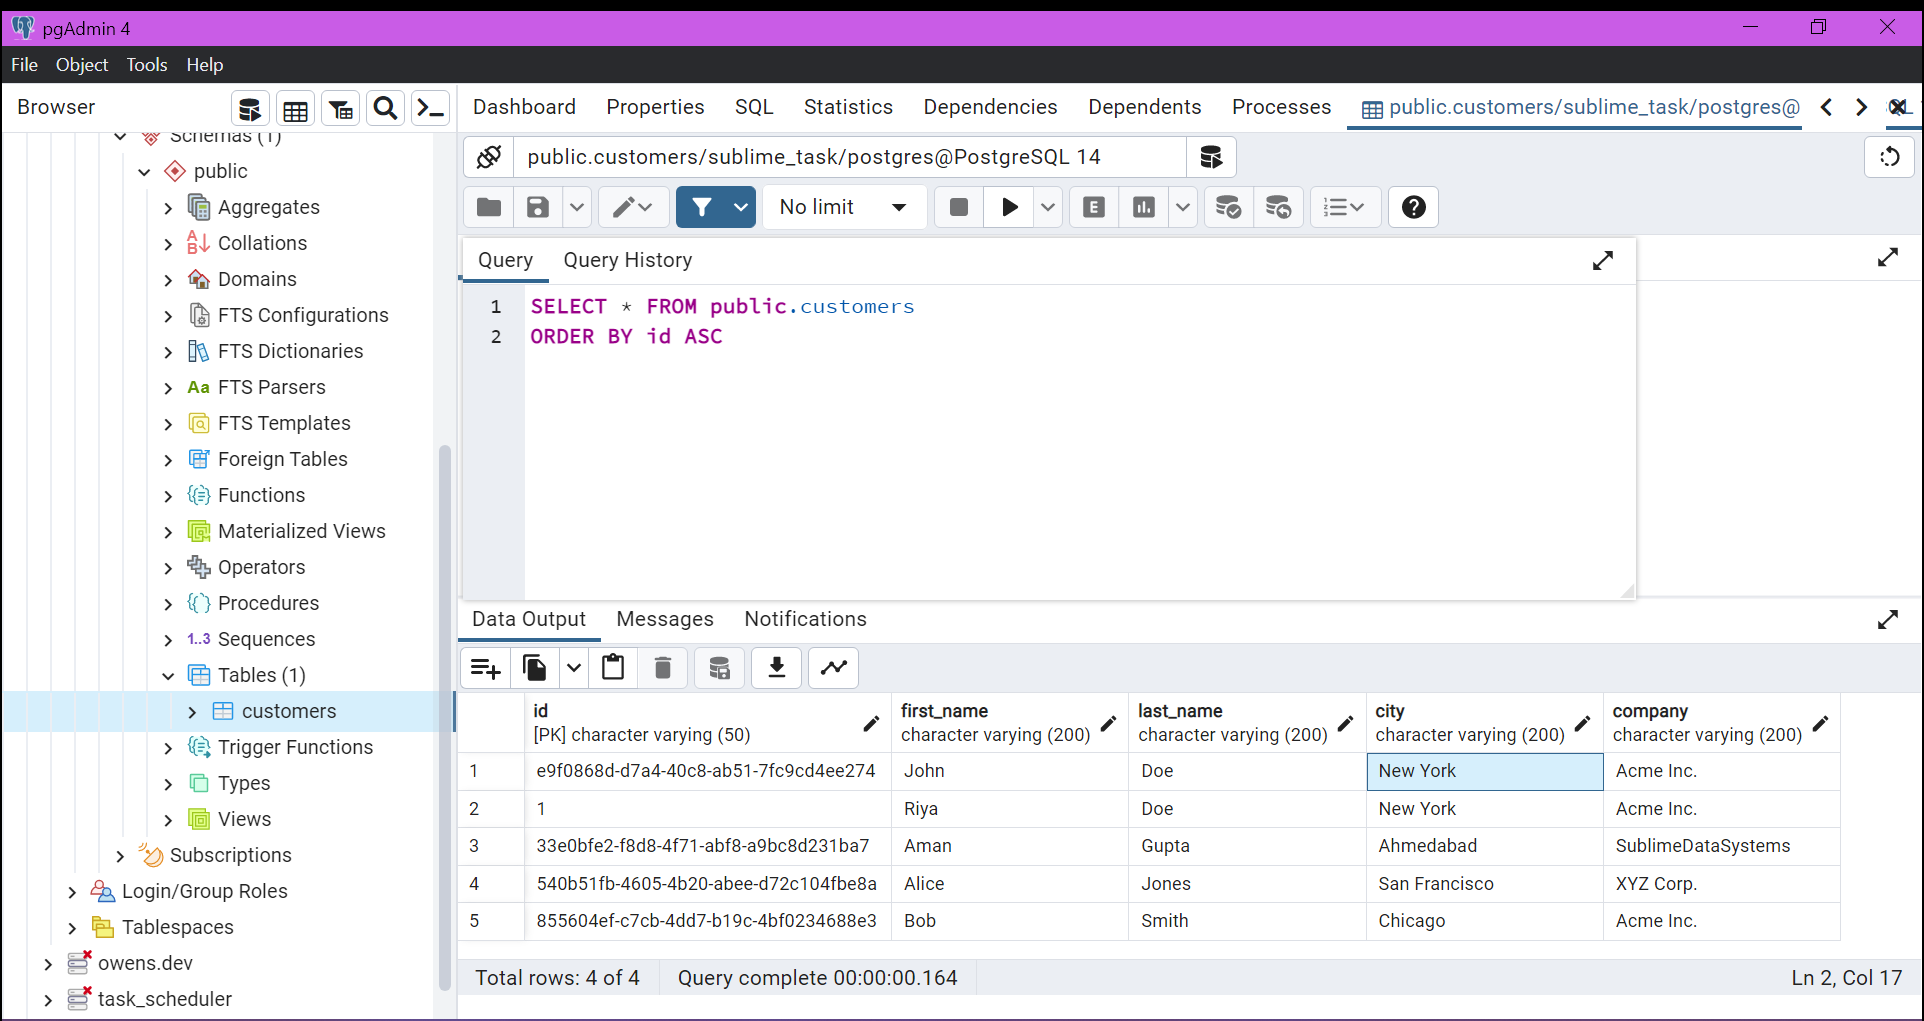 pgAdmin 4
File Object Tools Help
Browser
Dashboard Properties SQL Statistics Dependencies Dependents Processes public.customers/sublime_task/postgres@
Schemas (1)
public
Aggregates
Collations
Domains
FTS Configurations
FTS Dictionaries
Aa FTS Parsers
FTS Templates
Foreign Tables
Functions
Materialized Views
Operators
Procedures
1..3 Sequences
Tables (1)
customers
Trigger Functions
Types
Views
Subscriptions
Login/Group Roles
Tablespaces
owens.dev
task_scheduler
public.customers/sublime_task/postgres@PostgreSQL 14
No limit
E
Query Query History
1 SELECT * FROM public.customers
2 ORDER BY id ASC
Data Output Messages Notifications
id first_name last_name city company
[PK] character varying (50) character varying (200) character varying (200) character varying (200) character varying (200)
1 e9f0868d-d7a4-40c8-ab51-7fc9cd4ee274 John Doe New York Acme Inc.
2 1 Riya Doe New York Acme Inc.
3 33e0bfe2-f8d8-4f71-abf8-a9bc8d231ba7 Aman Gupta Ahmedabad SublimeDataSystems
4 540b51fb-4605-4b20-abee-d72c104fbe8a Alice Jones San Francisco XYZ Corp.
5 855604ef-c7cb-4dd7-b19c-4bf0234688e3 Bob Smith Chicago Acme Inc.
Total rows: 4 of 4 Query complete 00:00:00.164 Ln 2, Col 17